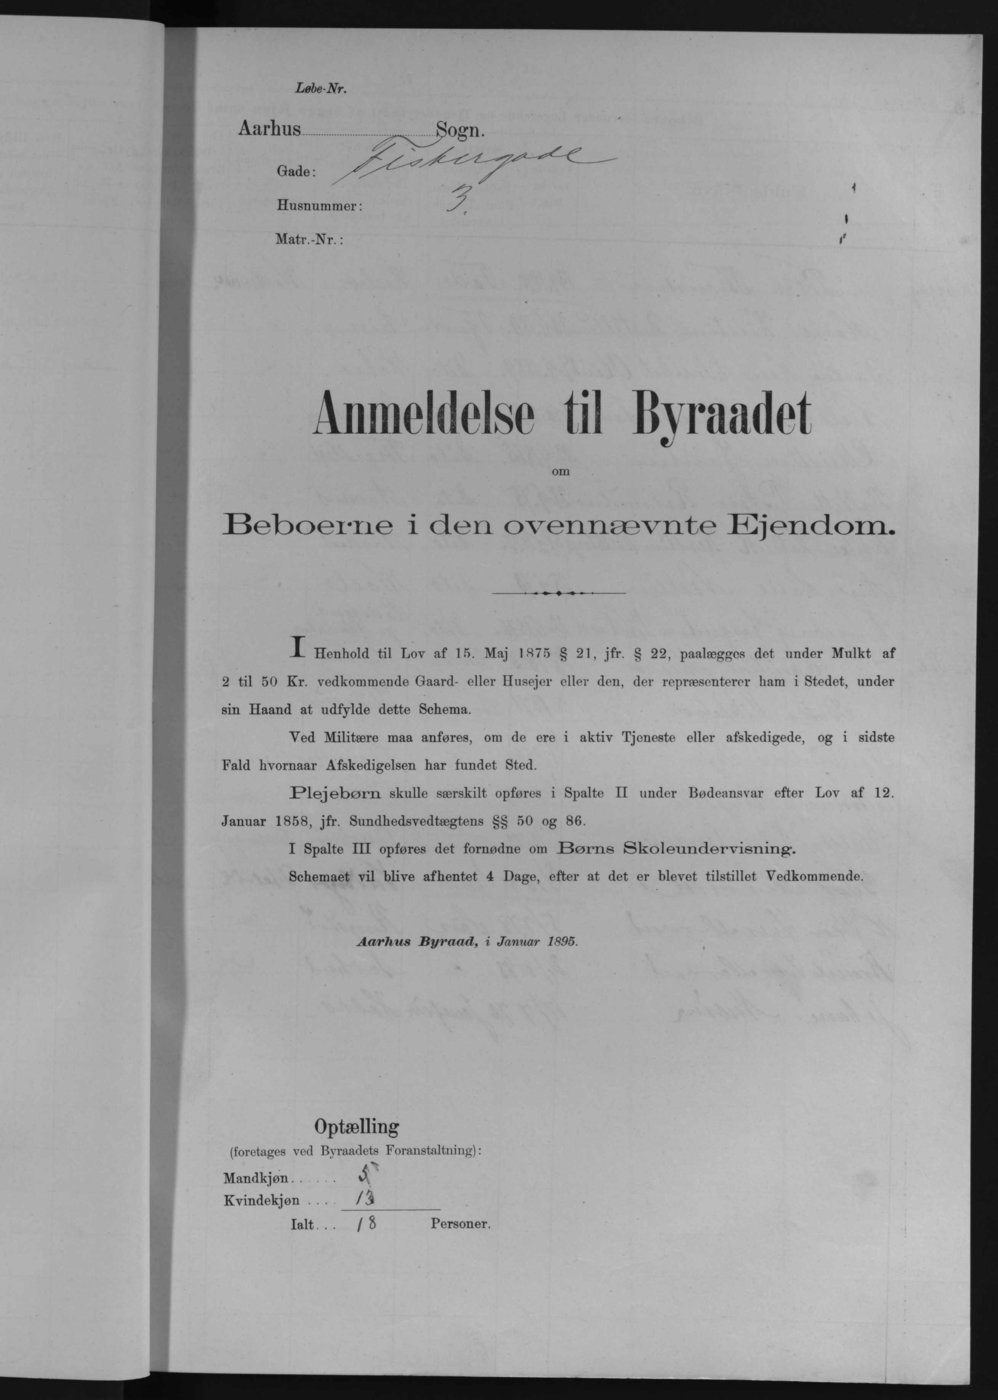 Løbe-Nr.
Aarhus Sogn.
Gade: Fiskergade
Husnummer: 3.
Matr.-Nr.:
Anmeldelse til Byraadet
om
Beboerne i den ovennævnte Ejendom.
I Henhold til Lov af 15. Maj 1875 § 21, jfr. § 22, paalægges det under Mulkt af
2 til 50 Kr. vedkommende Gaard- eller Husejer eller den, der repræsenterer ham i Stedet, under
sin Haand at udfylde dette Schema.
Ved Militære maa anføres, om de ere i aktiv Tjeneste eller afskedigede, og i sidste
Fald hvornaar Afskedigelsen har fundet Sted.
Plejebørn skulle særskilt opføres i Spalte II under Bødeansvar efter Lov af 12.
Januar 1858, jfr. Sundhedsvedtægtens §§ 50 og 86.
I Spalte III opføres det fornødne om Børns Skoleundervisning.
Schemaet vil blive afhentet 4 Dage, efter at det er blevet tilstillet Vedkommende.
Aarhus Byraad, i Januar 1895.
Optælling
(foretages ved Byraadets Foranstaltning):
Mandkjøn...... 5
Kvindekjøn .... 13
Ialt... 18 Personer.